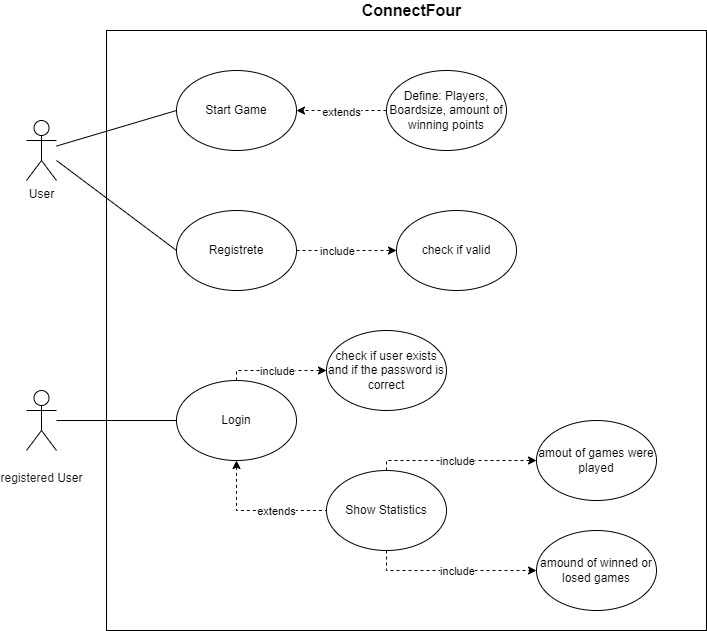 ConnectFour
Start Game
extends
Define: Players,
Boardsize, amount of
winning points
User
Registrete
include
check if valid
include
check if user exists
and if the password is
correct
Login
registered User
extends
Show Statistics
include
amout of games were
played
include
amound of winned or
losed games